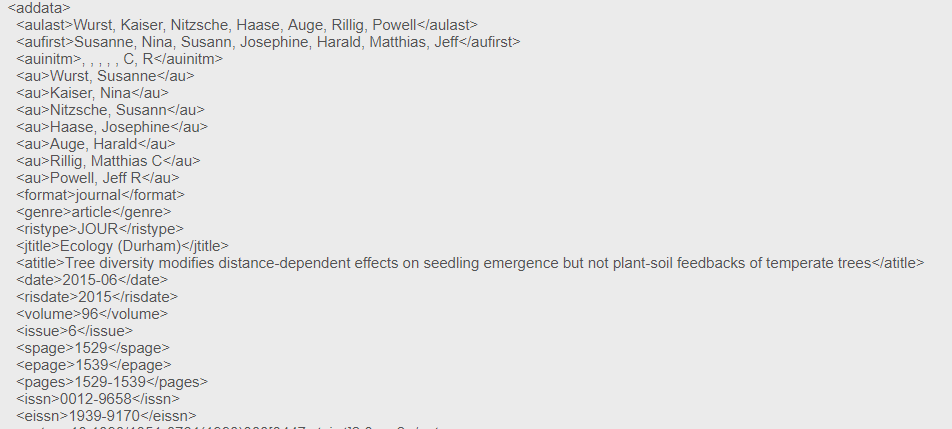 <addata>
<aulast>Wurst, Kaiser, Nitzsche, Haase, Auge, Rillig, Powell</aulast>
<aufirst>Susanne, Nina, Susann, Josephine, Harald, Matthias, Jeff</aufirst>
<auinitm>, , , , , C, R</auinitm>
<au>Wurst, Susanne</au>
<au>Kaiser, Nina</au>
<au>Nitzsche, Susann</au>
<au>Haase, Josephine</au>
<au>Auge, Harald</au>
<au>Rillig, Matthias C</au>
<au>Powell, Jeff R</au>
<format>journal</format>
<genre>article</genre>
<ristype>JOUR</ristype>
<jtitle>Ecology (Durham)</jtitle>
<atitle>Tree diversity modifies distance-dependent effects on seedling emergence but not plant-soil feedbacks of temperate trees</atitle>
<date>2015-06</date>
<risdate>2015</risdate>
<volume>96</volume>
<issue>6</issue>
<spage>1529</spage>
<epage>1539</epage>
<pages>1529-1539</pages>
<issn>0012-9658</issn>
<eissn>1939-9170</eissn>